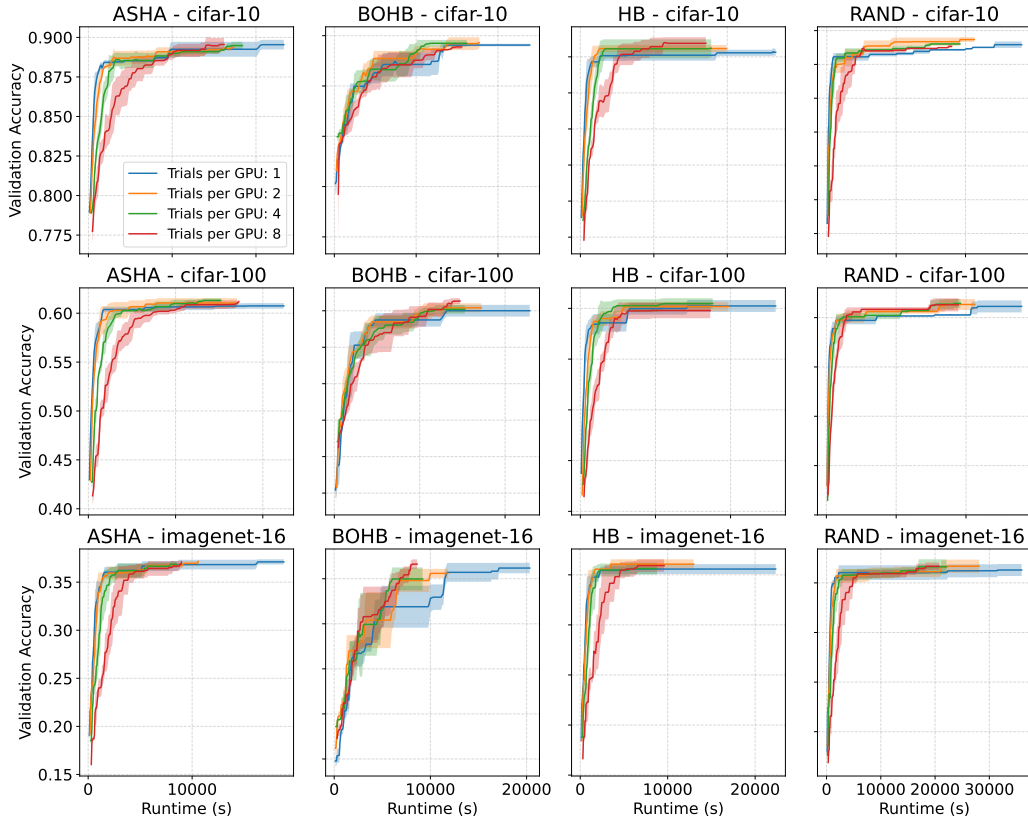 ASHA - cifar-10 BOHB - cifar-10 HB - cifar-10 RAND - cifar-10
Validation Accuracy
0.900
0.875
0.850
0.825
0.800
0.775
Trials per GPU: 1
Trials per GPU: 2
Trials per GPU: 4
Trials per GPU: 8
ASHA - cifar-100 BOHB - cifar-100 HB - cifar-100 RAND - cifar-100
Validation Accuracy
0.60
0.55
0.50
0.45
0.40
ASHA - imagenet-16 BOHB - imagenet-16 HB - imagenet-16 RAND - imagenet-16
Validation Accuracy
0.35
0.30
0.25
0.20
0.15
0 10000 0 10000 20000 0 10000 20000 0 10000 20000 30000
Runtime (s) Runtime (s) Runtime (s) Runtime (s)